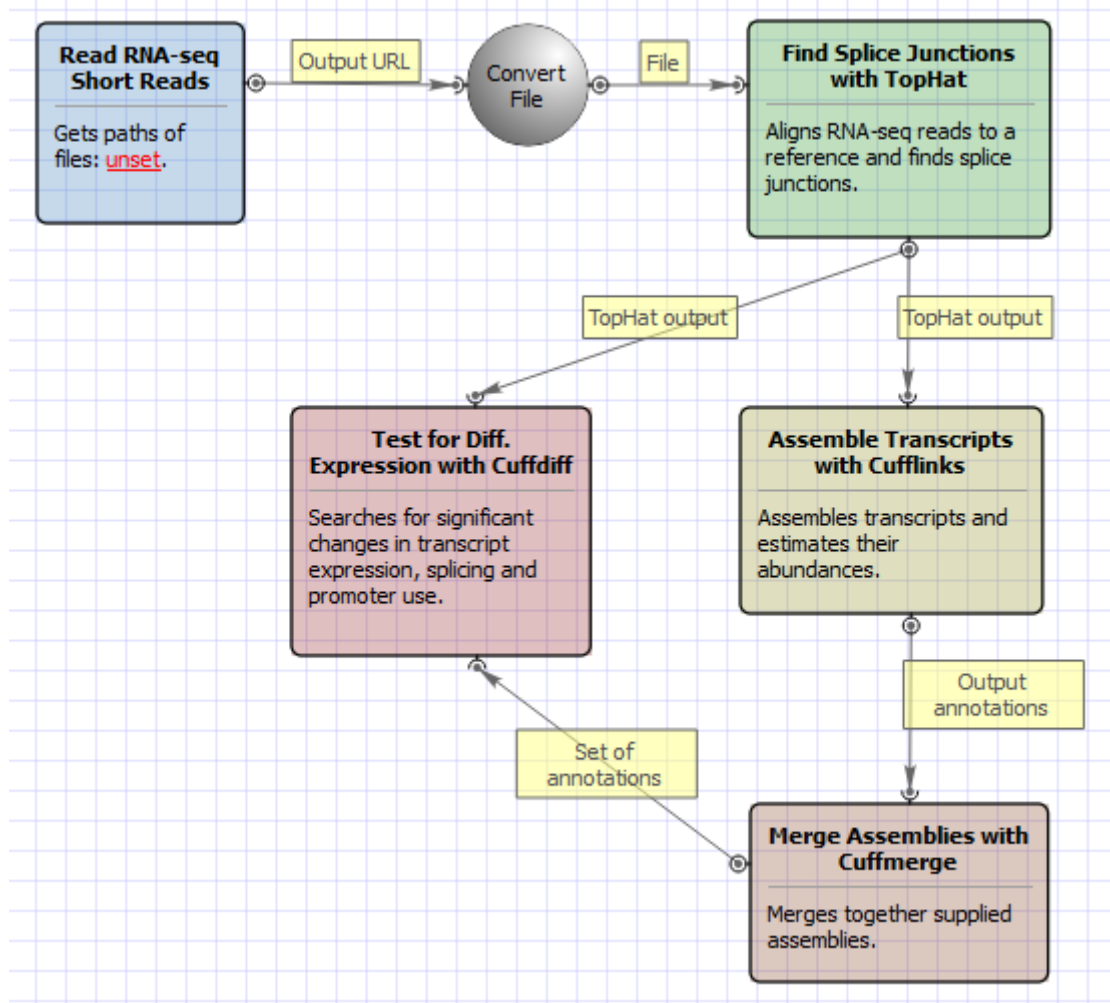 Read RNA-seq
Short Reads
Gets paths of
files: unset.
Output URL
Convert
File
File
Find Splice Junctions
with TopHat
Aligns RNA-seq reads to a
reference and finds splice
junctions.
TopHat output
TopHat output
Test for Diff.
Expression with Cuffdiff
Searches for significant
changes in transcript
expression, splicing and
promoter use.
Assemble Transcripts
with Cufflinks
Assembles transcripts and
estimates their
abundances.
Output
annotations
Set of
annotations
Merge Assemblies with
Cuffmerge
Merges together supplied
assemblies.